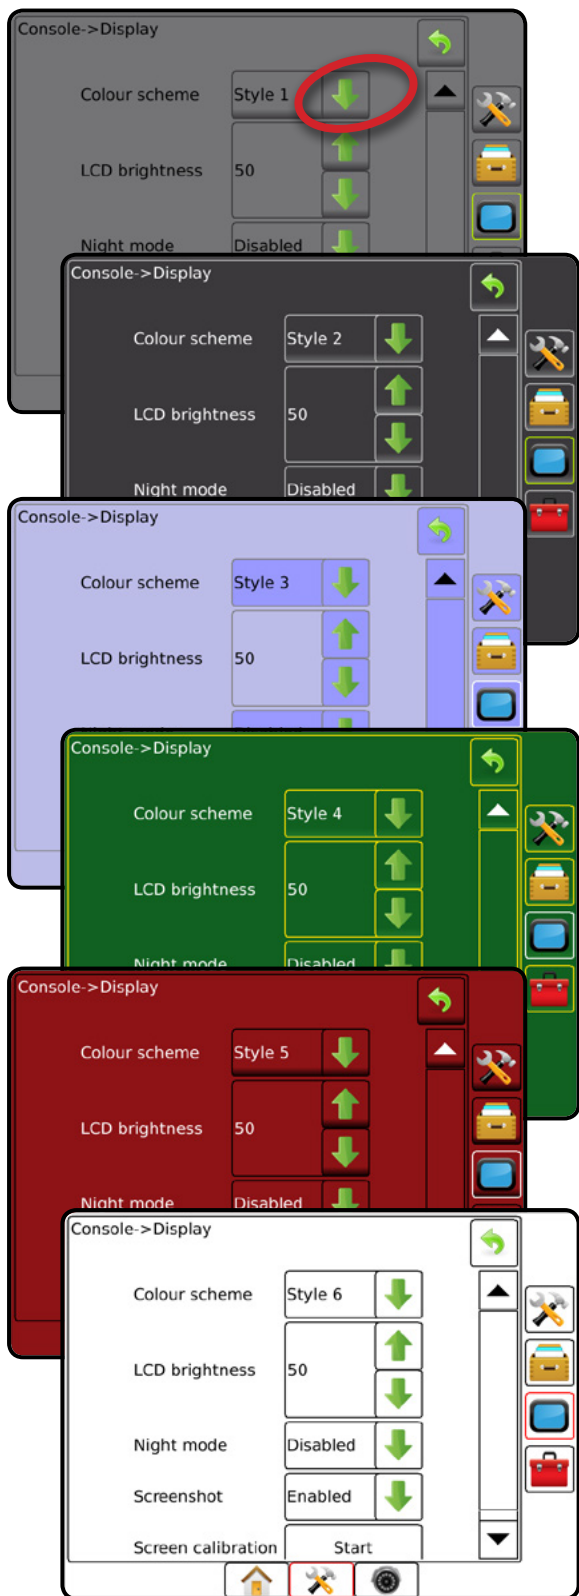 Console->Display
Colour scheme Style 1
LCD brightness 50
Night mode Disabled
Console->Display
Colour scheme Style 2
LCD brightness 50
Night mode Disabled
Console->Display
Colour scheme Style 3
LCD brightness 50
Console->Display
Colour scheme Style 4
LCD brightness 50
Night mode Disabled
Console->Display
Colour scheme Style 5
LCD brightness 50
Night mode Disabled
Console->Display
Colour scheme Style 6
LCD brightness 50
Night mode Disabled
Screenshot Enabled
Screen calibration Start